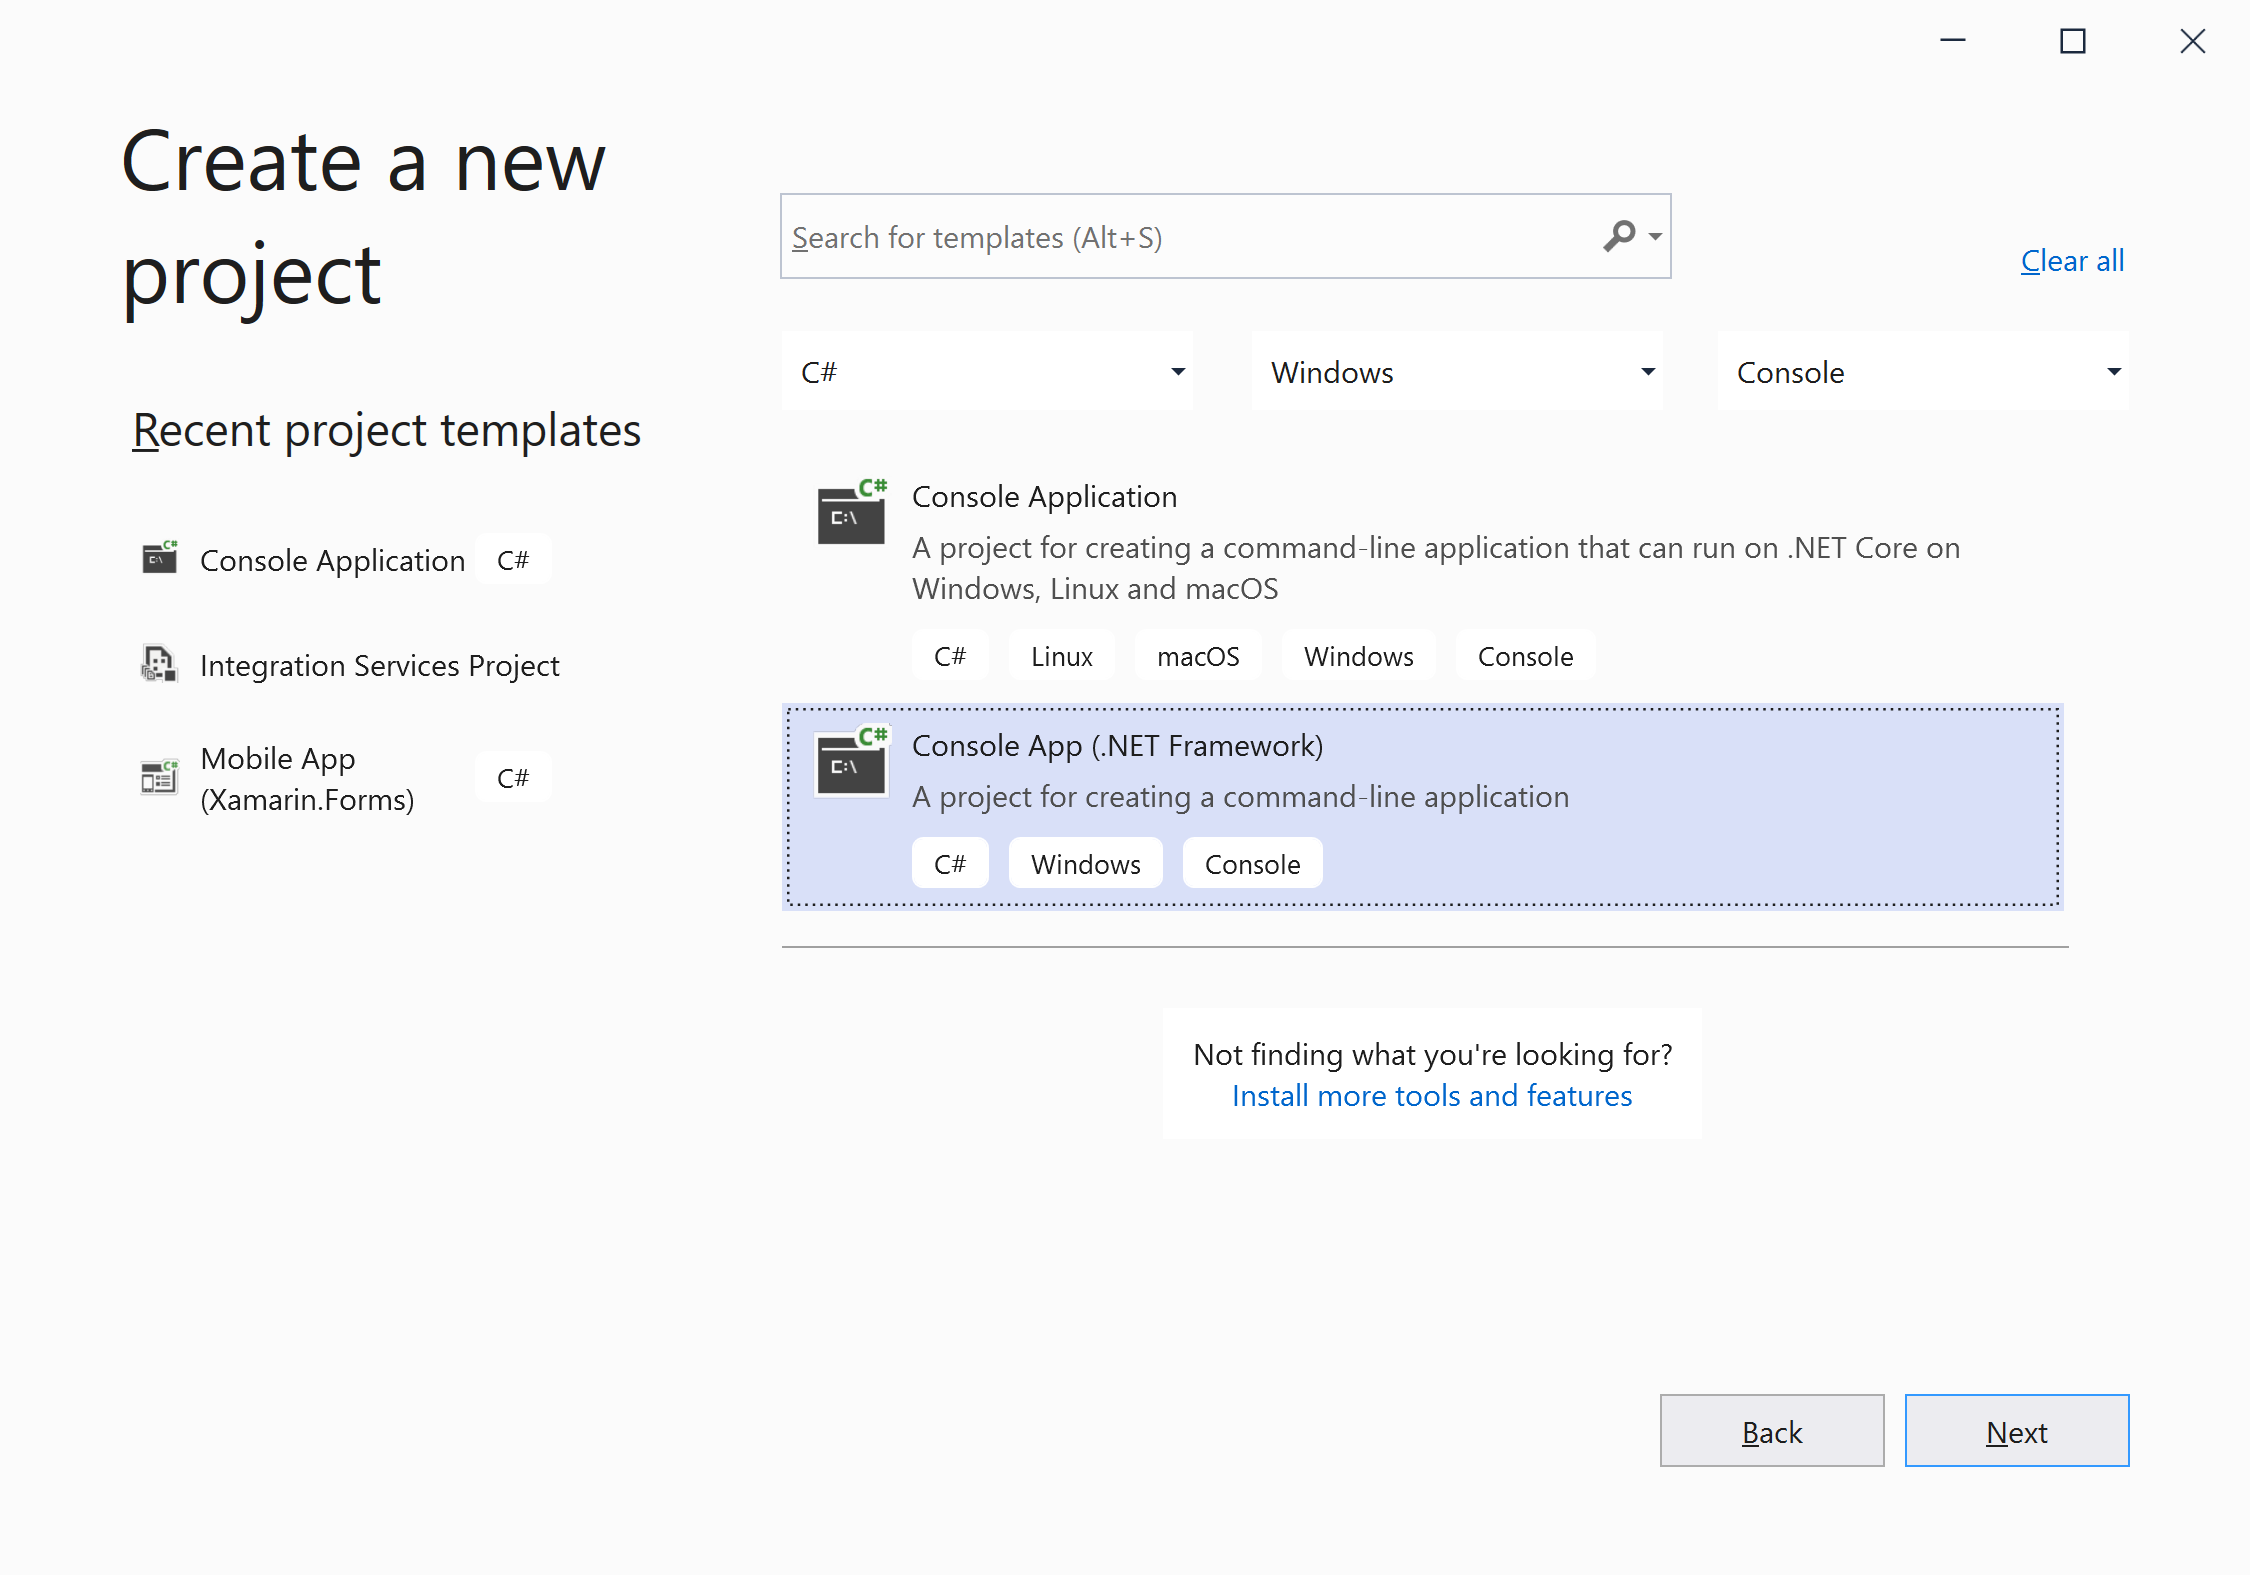 Create a new
project
Search for templates (Alt+S)
Clear all
C#
Windows
Console
Recent project templates
Console Application
C#
Integration Services Project
Mobile App
(Xamarin.Forms)
C#
C#
C:\
Console Application
A project for creating a command-line application that can run on .NET Core on
Windows, Linux and macOS
C#
Linux
macOS
Windows
Console
C#
C:\
Console App (.NET Framework)
A project for creating a command-line application
C#
Windows
Console
Not finding what you're looking for?
Install more tools and features
Back
Next